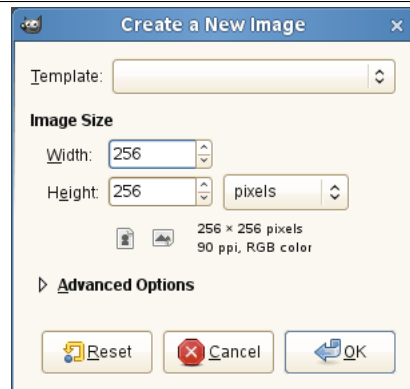 Create a New Image
Template:
Image Size
Width: 256
Height: 256 pixels
256 × 256 pixels
90 ppi, RGB color
Advanced Options
Reset Cancel OK